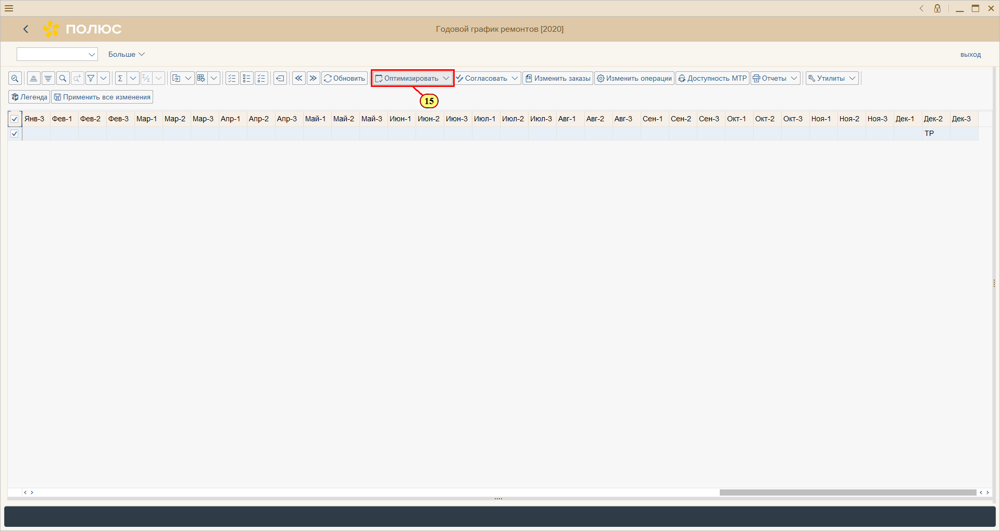 ПОЛЮС
Годовой график ремонтов [2020]
Больше
выход
Обновить Оптимизировать Согласовать Изменить заказы Изменить операции Доступность МТР Отчеты Утилиты
Легенда Применить все изменения
15
Янв-3 Фев-1 Фев-2 Фев-3 Мар-1 Мар-2 Мар-3 Апр-1 Апр-2 Апр-3 Май-1 Май-2 Май-3 Июн-1 Июн-2 Июн-3 Июл-1 Июл-2 Июл-3 Авг-1 Авг-2 Авг-3 Сен-1 Сен-2 Сен-3 Окт-1 Окт-2 Окт-3 Ноя-1 Ноя-2 Ноя-3 Дек-1 Дек-2 Дек-3
ТР